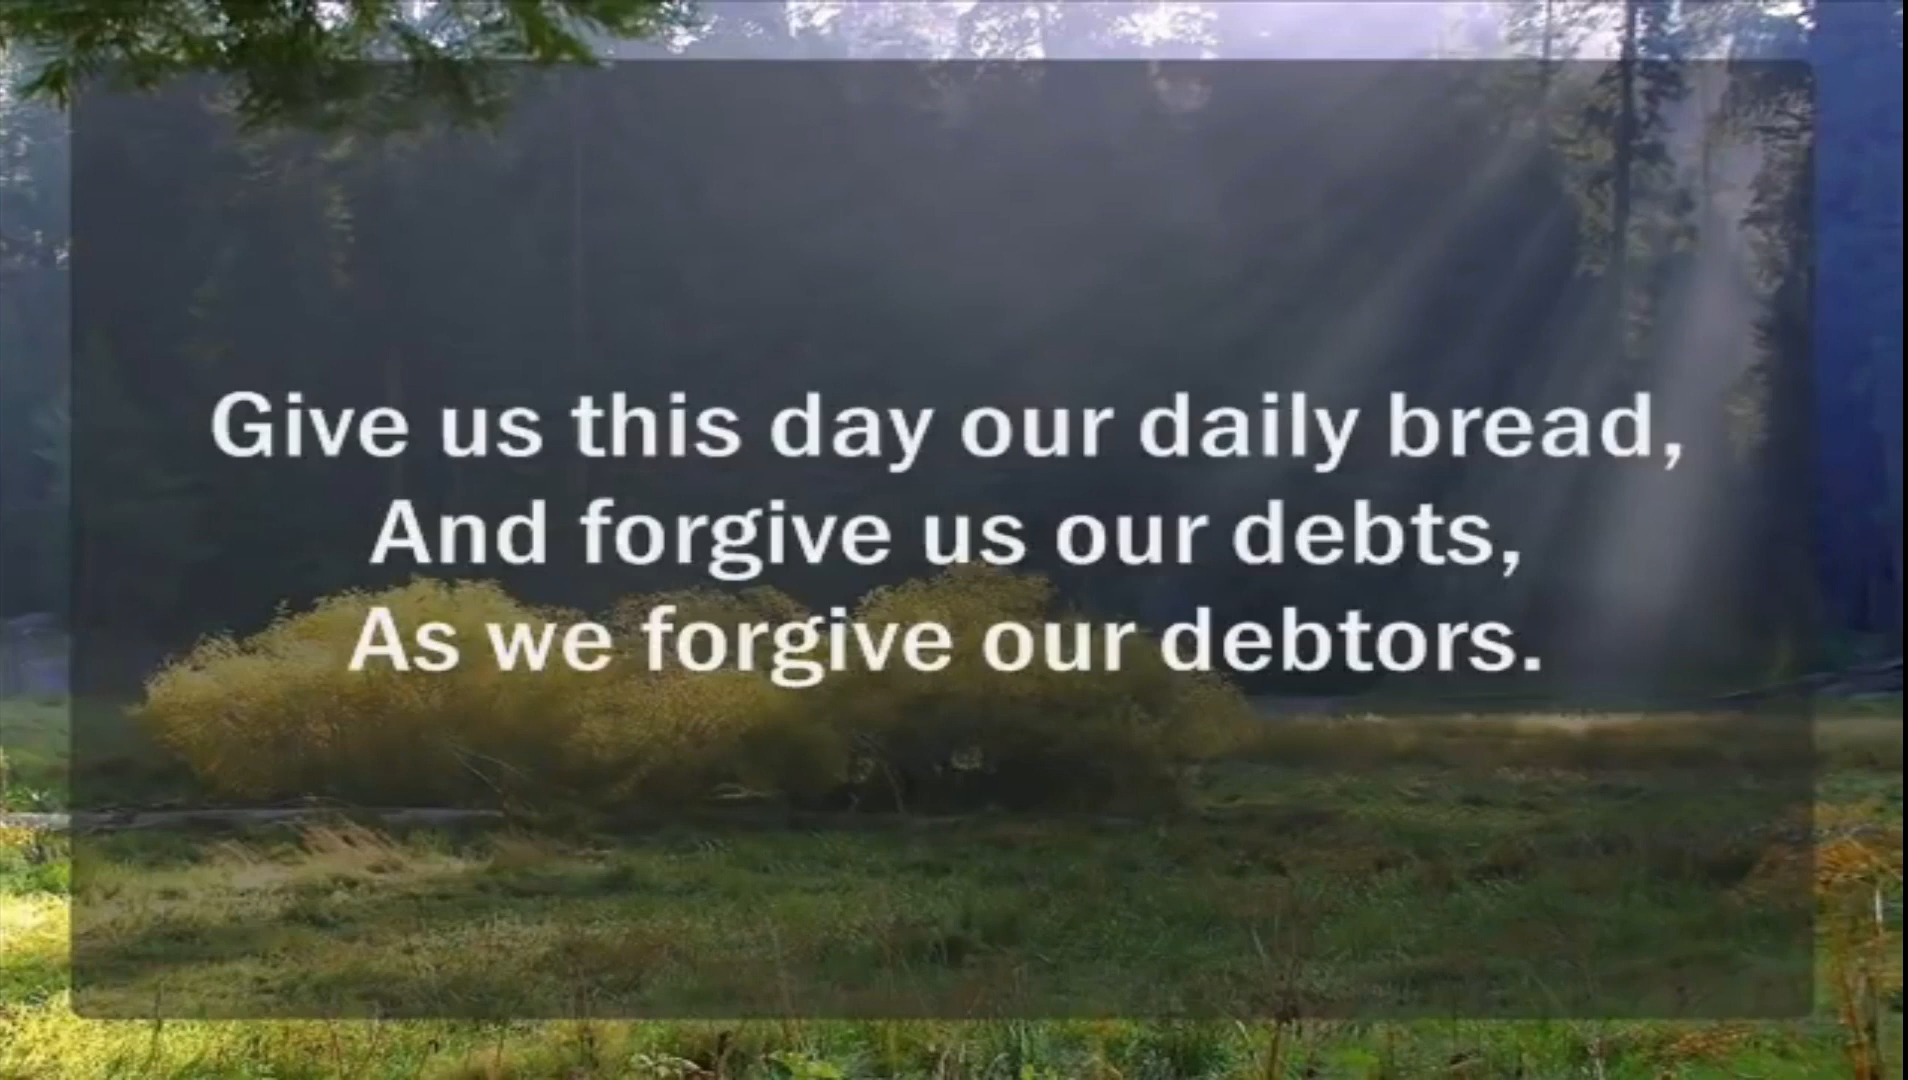 Give us this day our daily bread,
And forgive us our debts,
As we forgive our debtors.